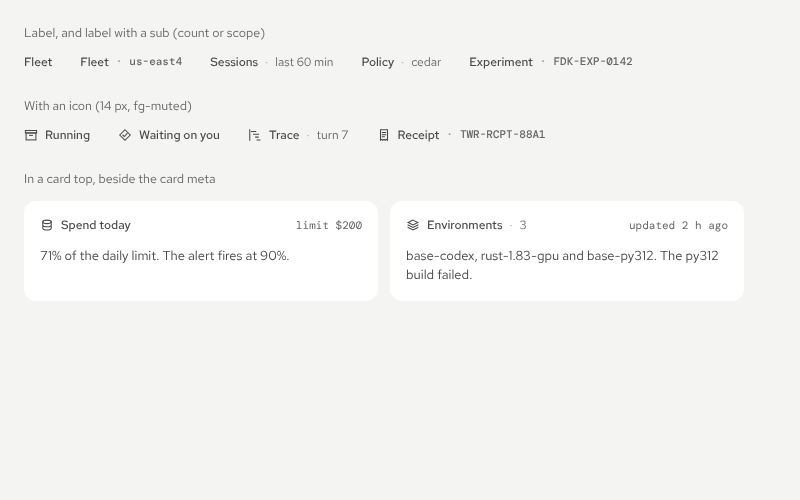 Label, and label with a sub (count or scope)
Fleet Fleet · us-east4 Sessions · last 60 min Policy · cedar Experiment · FDK-EXP-0142
With an icon (14 px, fg-muted)
Running Waiting on you Trace · turn 7 Receipt · TWR-RCPT-88A1
In a card top, beside the card meta
Spend today limit $200
71% of the daily limit. The alert fires at 90%.
Environments · 3 updated 2 h ago
base-codex, rust-1.83-gpu and base-py312. The py312
build failed.